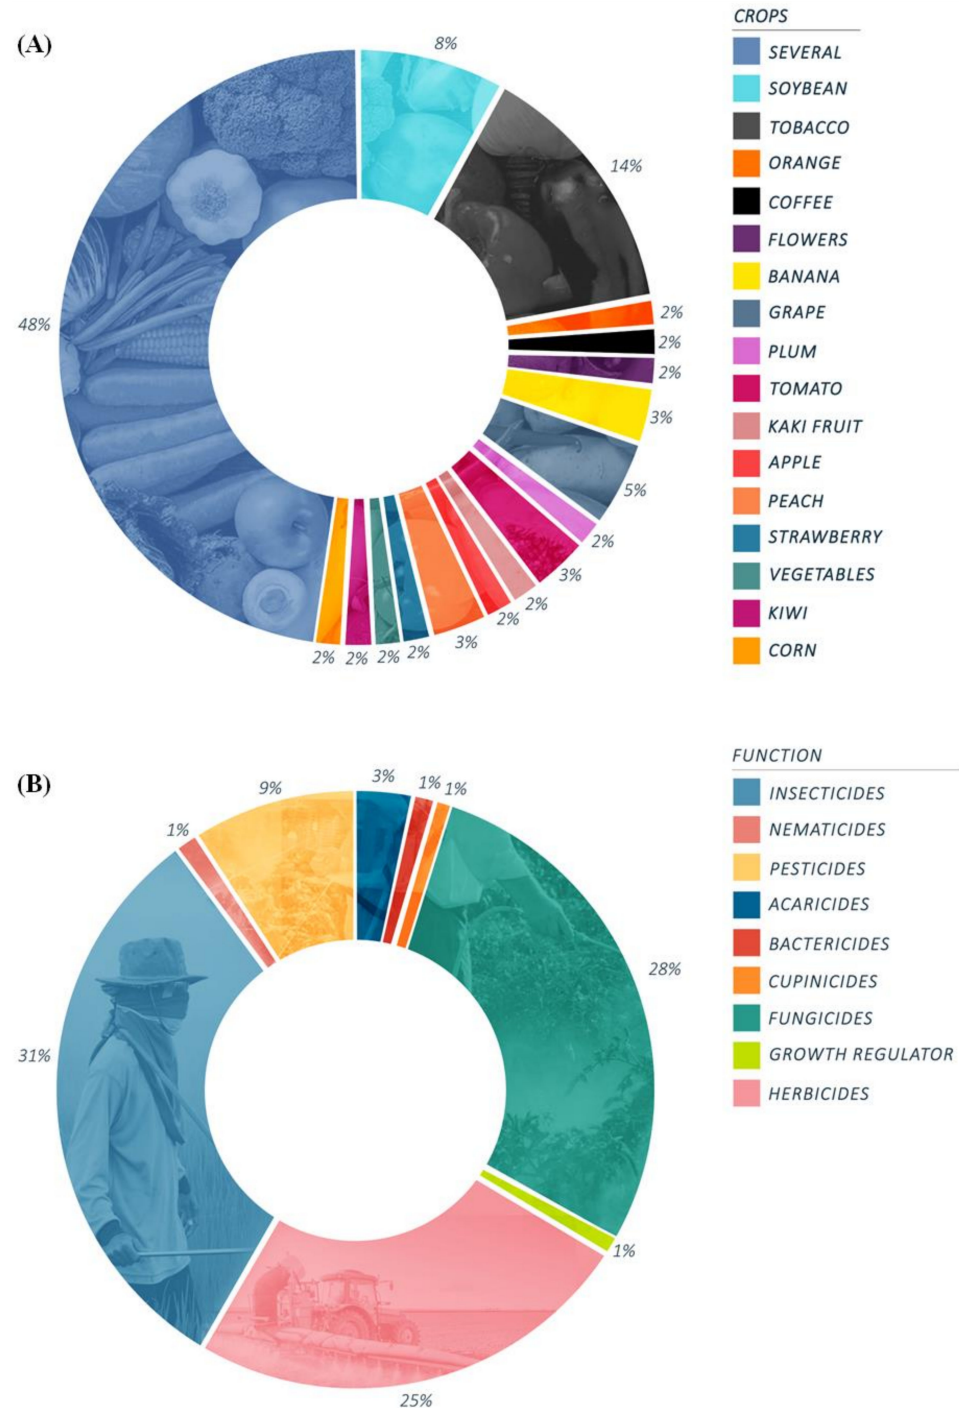 (A)
8%
14%
2%
2%
2%
3%
5%
2%
3%
2%
2%
3%
2%
2%
2%
2%
48%
CROPS
SEVERAL
SOYBEAN
TOBACCO
ORANGE
COFFEE
FLOWERS
BANANA
GRAPE
PLUM
TOMATO
KAKI FRUIT
APPLE
PEACH
STRAWBERRY
VEGETABLES
KIWI
CORN
(B)
3%
1%
1%
28%
1%
25%
31%
1%
9%
FUNCTION
INSECTICIDES
NEMATICIDES
PESTICIDES
ACARICIDES
BACTERICIDES
CUPINICIDES
FUNGICIDES
GROWTH REGULATOR
HERBICIDES